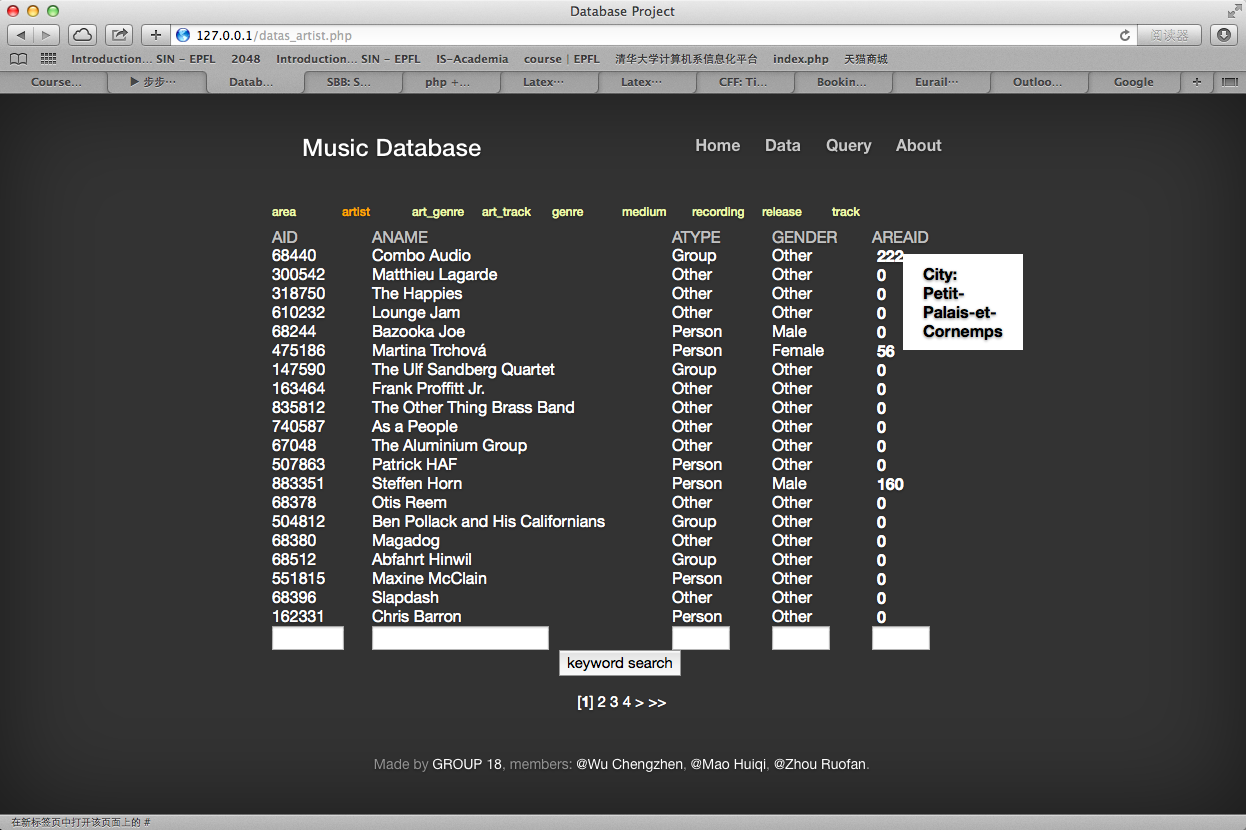 Database Project
127.0.0.1/datas_artist.php
阅读器
Introduction... SIN – EPFL 2048 Introduction... SIN – EPFL IS-Academia course | EPFL 清华大学计算机系信息化平台 index.php 天猫商城
Course... ▶ 步步... Datab... SBB: S... php +... Latex... Latex... CFF: Ti... Bookin... Eurail... Outloo... Google
Music Database Home Data Query About
area artist art_genre art_track genre medium recording release track
AID ANAME ATYPE GENDER AREAID
68440 Combo Audio Group Other 222
300542 Matthieu Lagarde Other Other 0 City:
318750 The Happies Other Other 0 Petit-
610232 Lounge Jam Other Other 0 Palais-et-
68244 Bazooka Joe Person Male 0 Cornemps
475186 Martina Trchová Person Female 56
147590 The Ulf Sandberg Quartet Group Other 0
163464 Frank Proffitt Jr. Other Other 0
835812 The Other Thing Brass Band Other Other 0
740587 As a People Other Other 0
67048 The Aluminium Group Other Other 0
507863 Patrick HAF Person Other 0
883351 Steffen Horn Person Male 160
68378 Otis Reem Other Other 0
504812 Ben Pollack and His Californians Group Other 0
68380 Magadog Other Other 0
68512 Abfahrt Hinwil Group Other 0
551815 Maxine McClain Person Other 0
68396 Slapdash Other Other 0
162331 Chris Barron Person Other 0
keyword search
[1] 2 3 4 > >>
Made by GROUP 18, members: @Wu Chengzhen, @Mao Huiqi, @Zhou Ruofan.
在新标签页中打开该页面上的 #